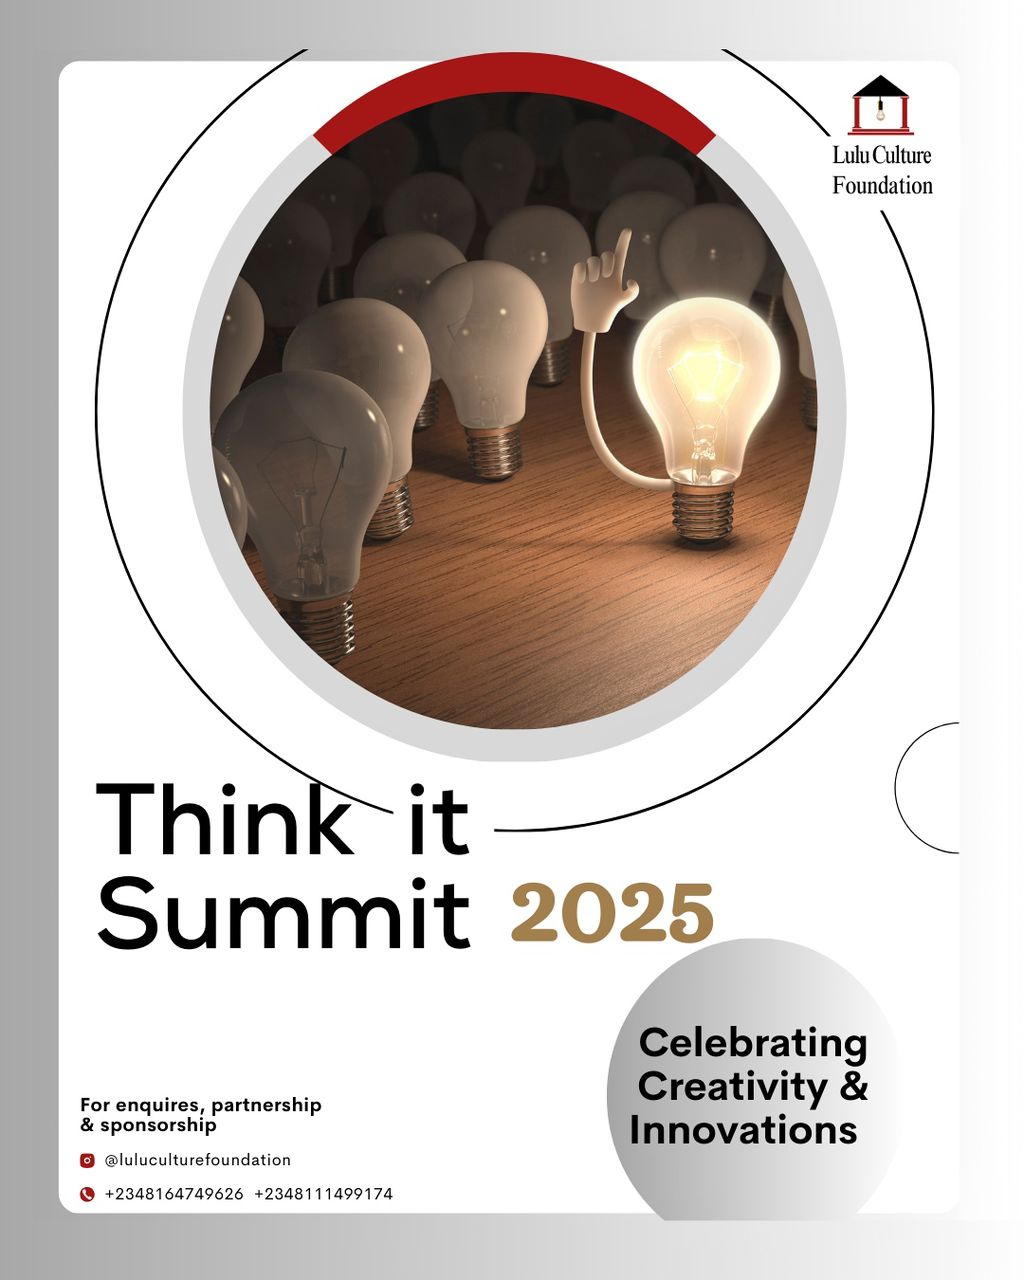 Lulu Culture
Foundation
Think it
Summit 2025
Celebrating
Creativity &
Innovations
For enquires, partnership
& sponsorship
@luluculturefoundation
+2348164749626 +2348111499174